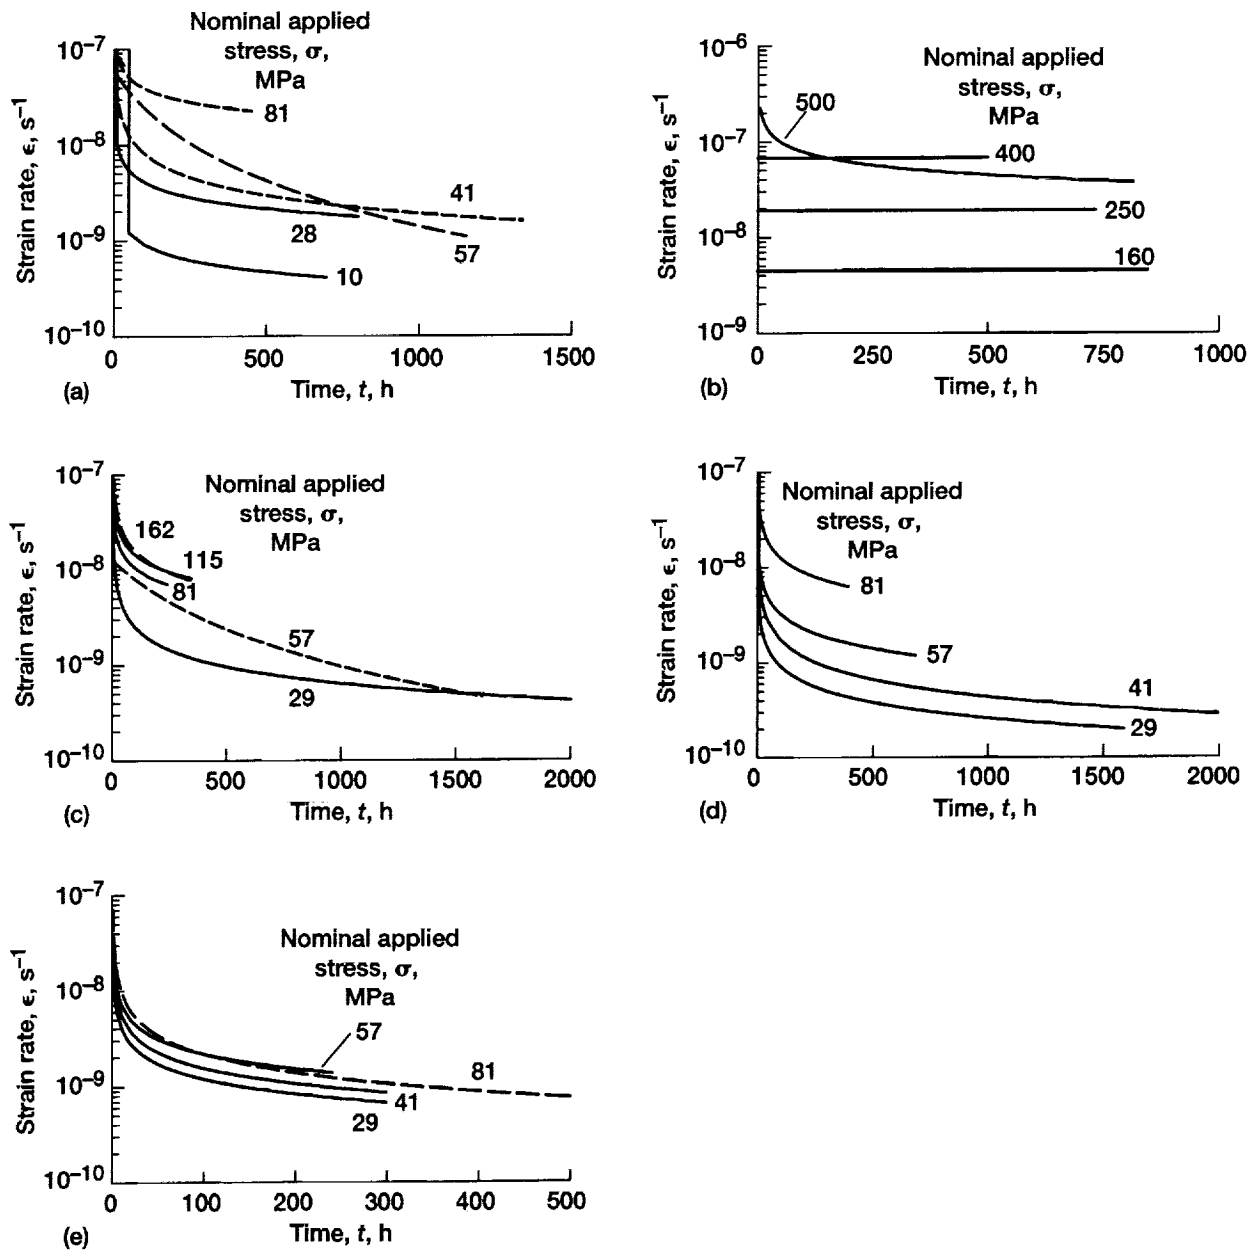 Nominal applied
stress, σ,
MPa
Strain rate, ϵ, s⁻¹
10⁻⁷
10⁻⁸
10⁻⁹
10⁻¹⁰
81
41
28
57
10
0 500 1000 1500
Time, t, h
(a)
Nominal applied
stress, σ,
MPa
Strain rate, ϵ, s⁻¹
10⁻⁶
10⁻⁷
10⁻⁸
10⁻⁹
500
400
250
160
0 250 500 750 1000
Time, t, h
(b)
Nominal applied
stress, σ,
MPa
Strain rate, ϵ, s⁻¹
10⁻⁷
10⁻⁸
10⁻⁹
10⁻¹⁰
162
115
81
57
29
0 500 1000 1500 2000
Time, t, h
(c)
Nominal applied
stress, σ,
MPa
Strain rate, ϵ, s⁻¹
10⁻⁷
10⁻⁸
10⁻⁹
10⁻¹⁰
81
57
41
29
0 500 1000 1500 2000
Time, t, h
(d)
Nominal applied
stress, σ,
MPa
Strain rate, ϵ, s⁻¹
10⁻⁷
10⁻⁸
10⁻⁹
10⁻¹⁰
57
81
41
29
0 100 200 300 400 500
Time, t, h
(e)